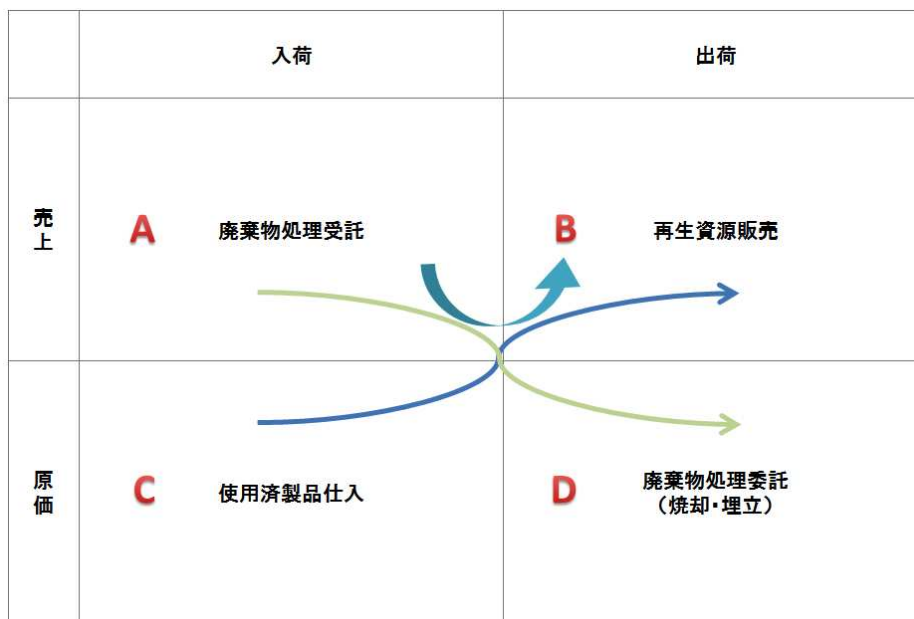 入荷
出荷
売上
A
廃棄物処理受託
B
再生資源販売
原価
C
使用済製品仕入
D
廃棄物処理委託
（焼却・埋立）